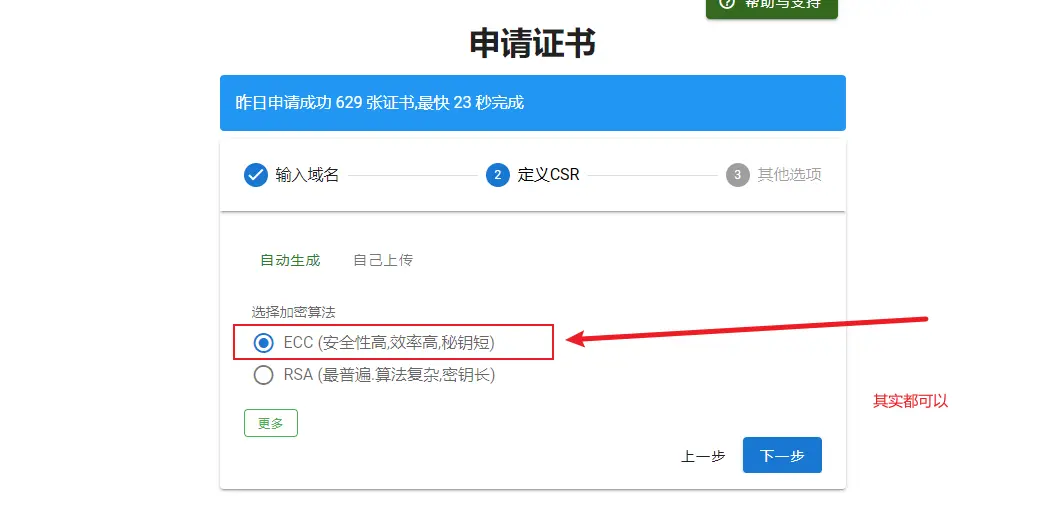 帮助与支持
申请证书
昨日申请成功 629 张证书,最快 23 秒完成
输入域名 2 定义CSR 3 其他选项
自动生成 自己上传
选择加密算法
ECC (安全性高,效率高,秘钥短)
RSA (最普遍.算法复杂,密钥长)
其实都可以
更多
上一步 下一步